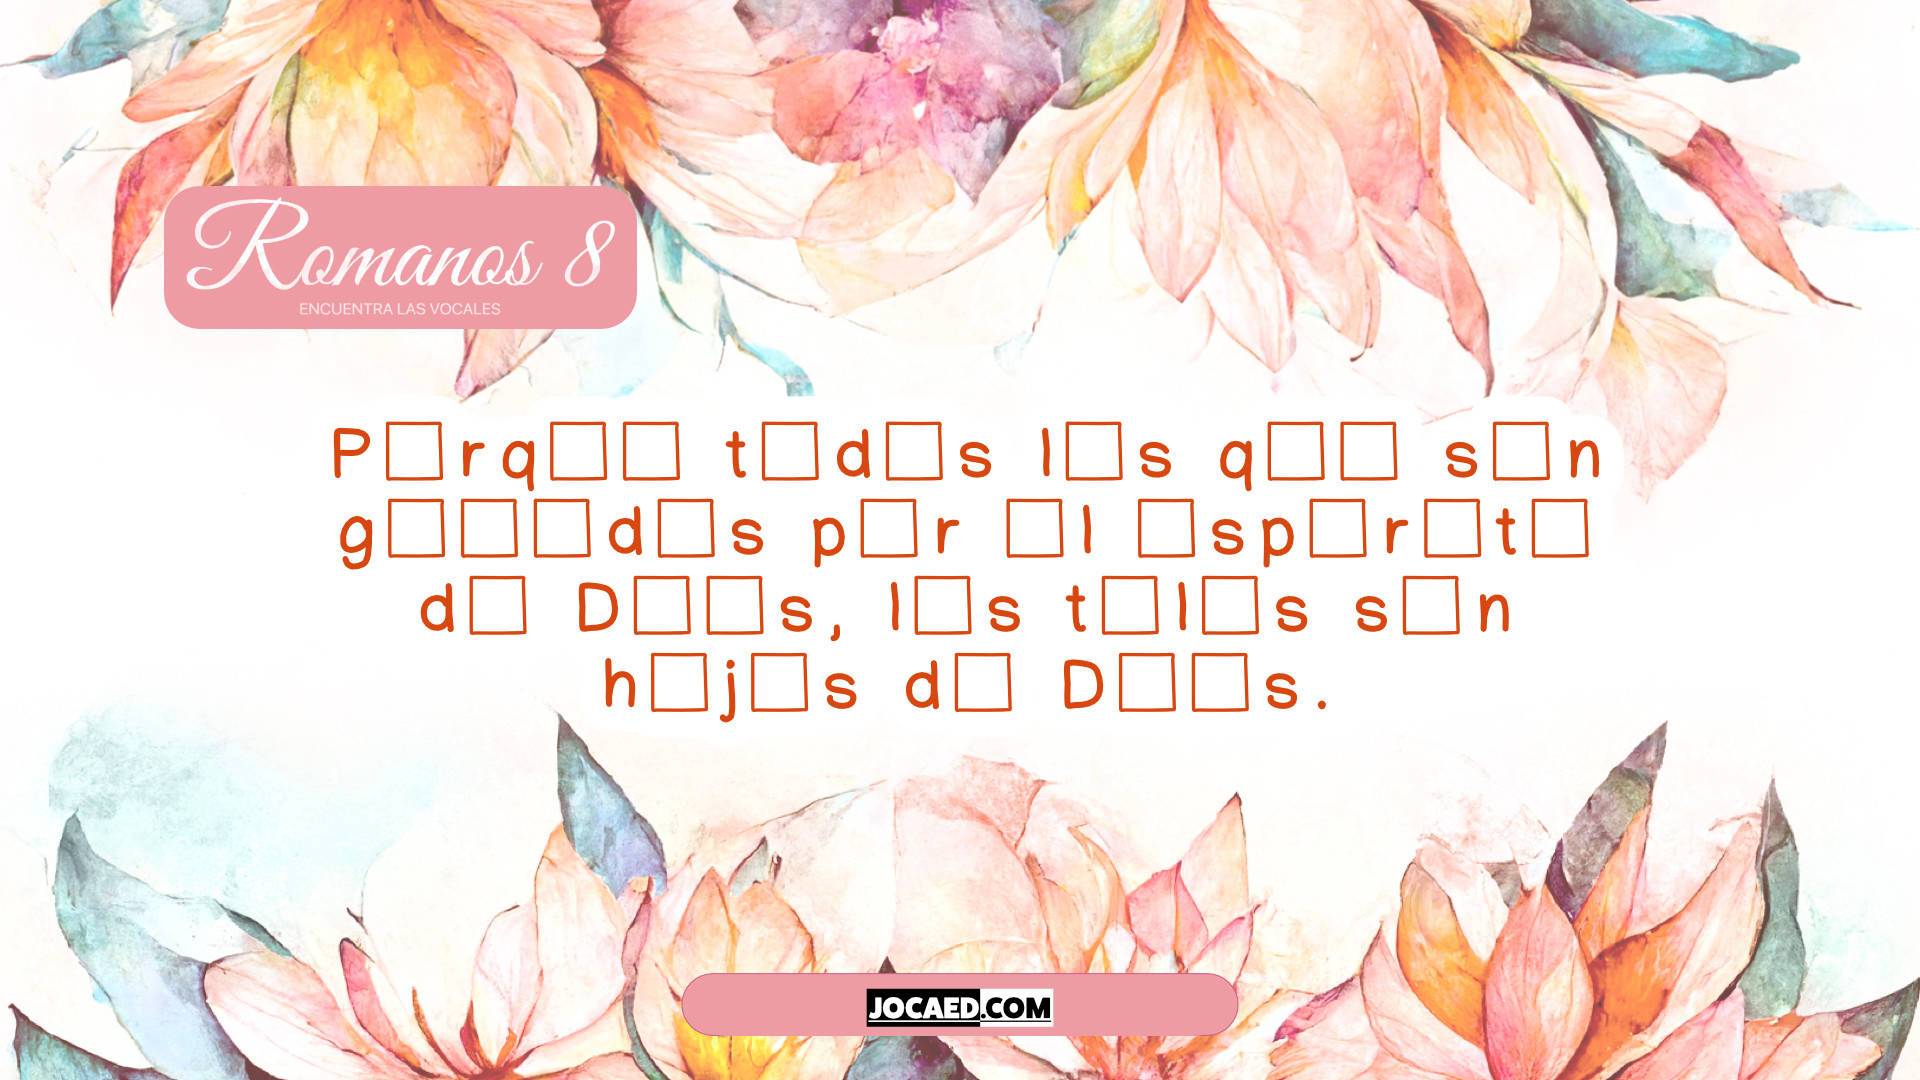 Romanos 8
ENCUENTRA LAS VOCALES
P□rq□□ t□d□s l□s q□□ s□n
g□□□d□s p□r □l □sp□r□t□
d□ D□□s, l□s t□l□s s□n
h□j□s d□ D□□s.
JOCAED.COM